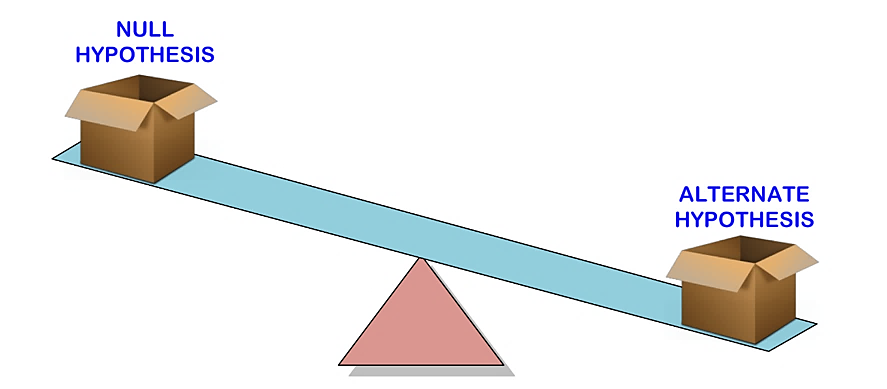 NULL
HYPOTHESIS
ALTERNATE
HYPOTHESIS